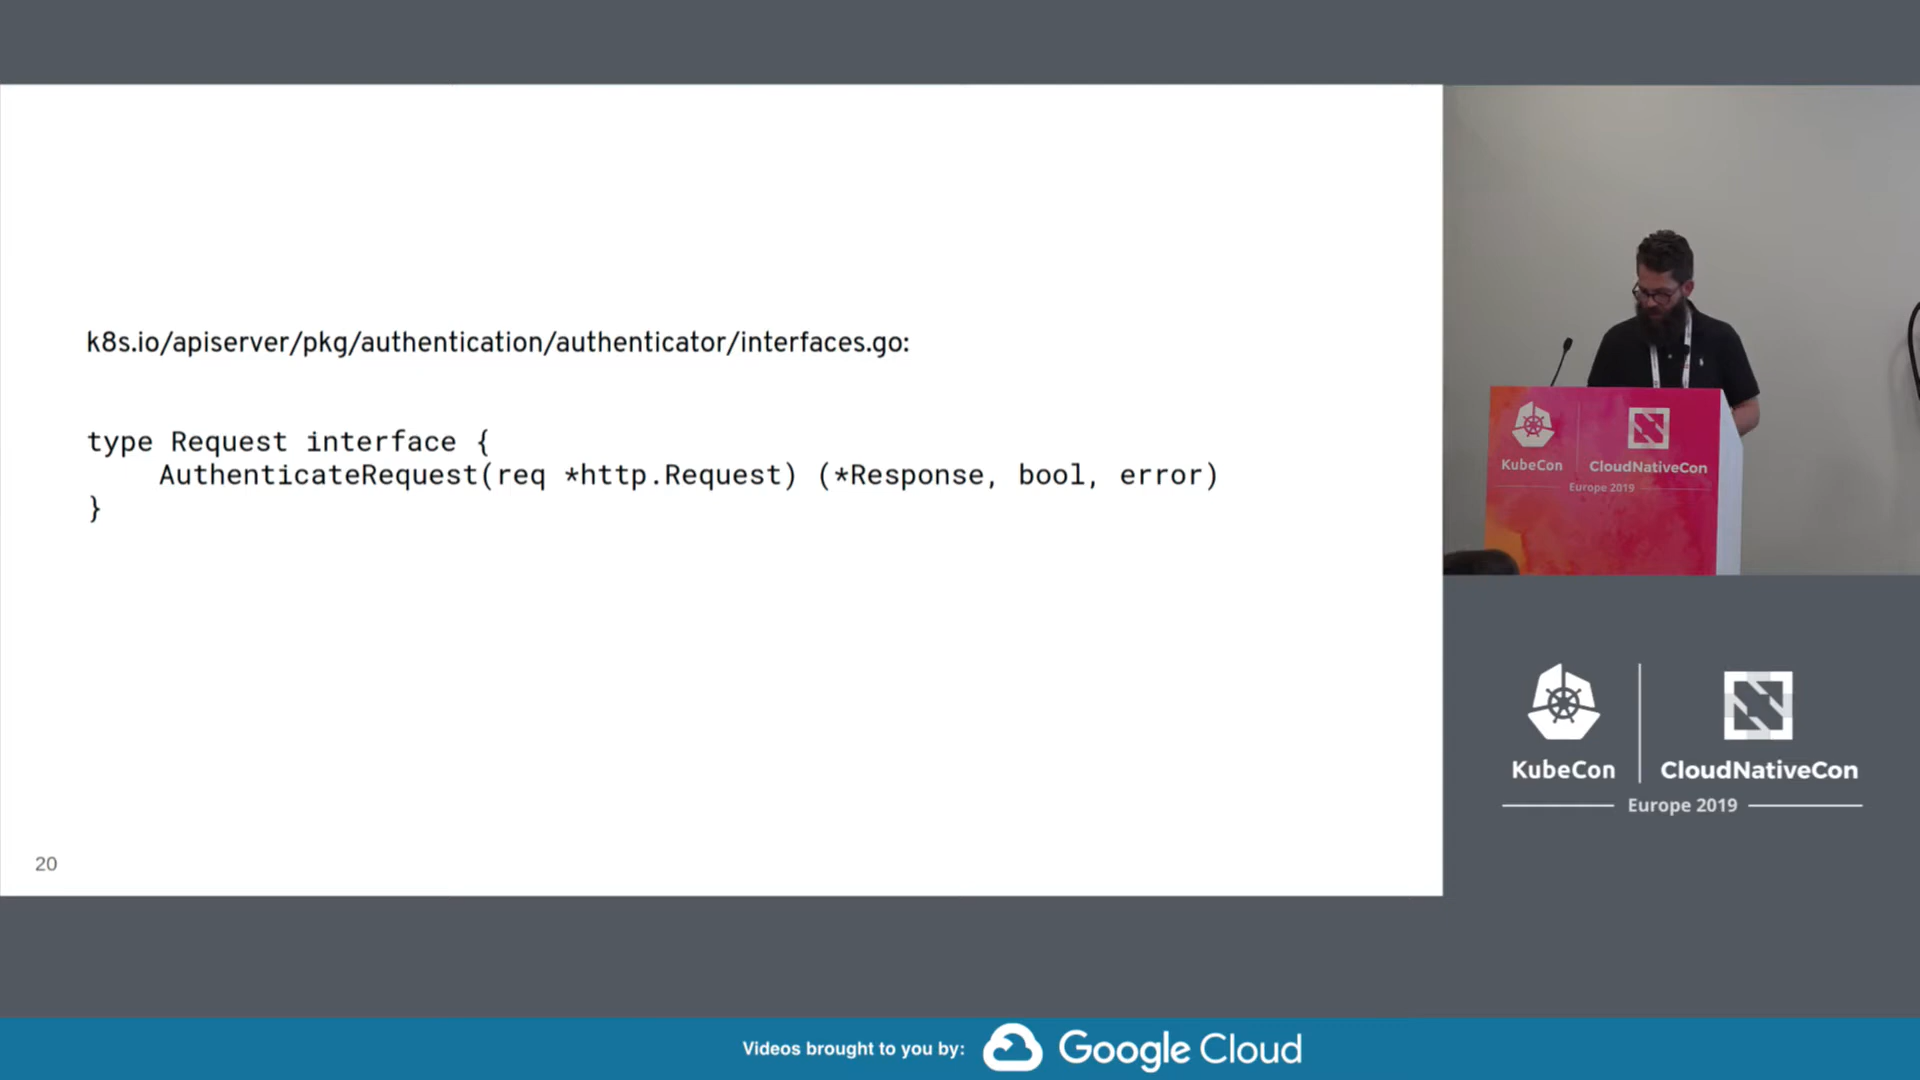 k8s.io/apiserver/pkg/authentication/authenticator/interfaces.go:
type Request interface {
AuthenticateRequest(req *http.Request) (*Response, bool, error)
}
20
KubeCon
CloudNativeCon
Europe 2019
KubeCon
CloudNativeCon
Europe 2019
Videos brought to you by:
Google Cloud